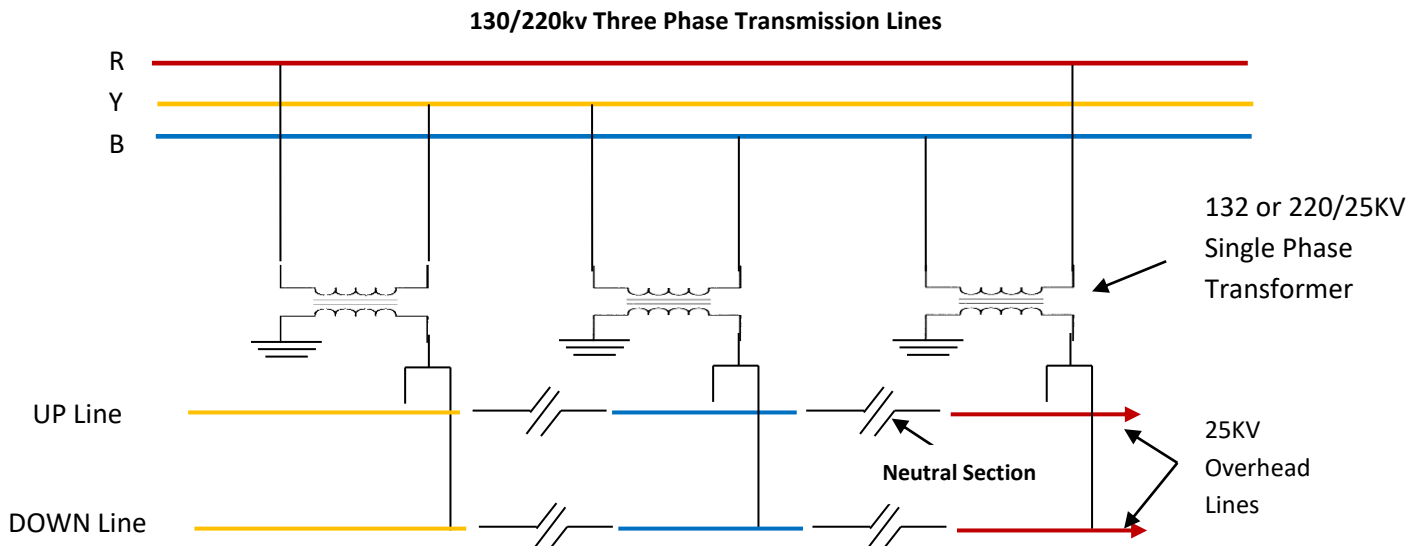 130/220kv Three Phase Transmission Lines
R
Y
B
132 or 220/25KV
Single Phase
Transformer
UP Line
25KV
Overhead
Lines
Neutral Section
DOWN Line